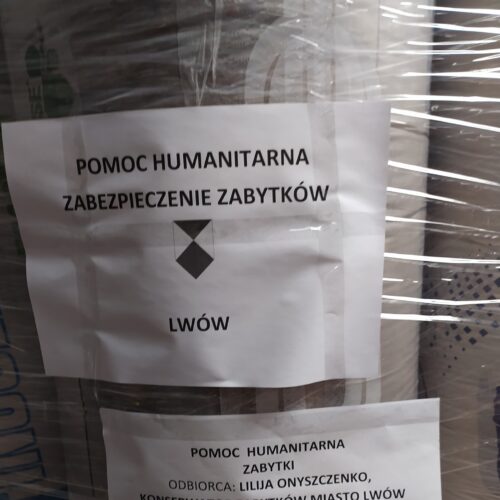 POMOC HUMANITARNA
ZABEZPIECZENIE ZABYTKÓW
LWÓW
POMOC HUMANITARNA
ZABYTKI
ODBIORCA: LILIJA ONYSZCZENKO,
MIASTO LWÓW